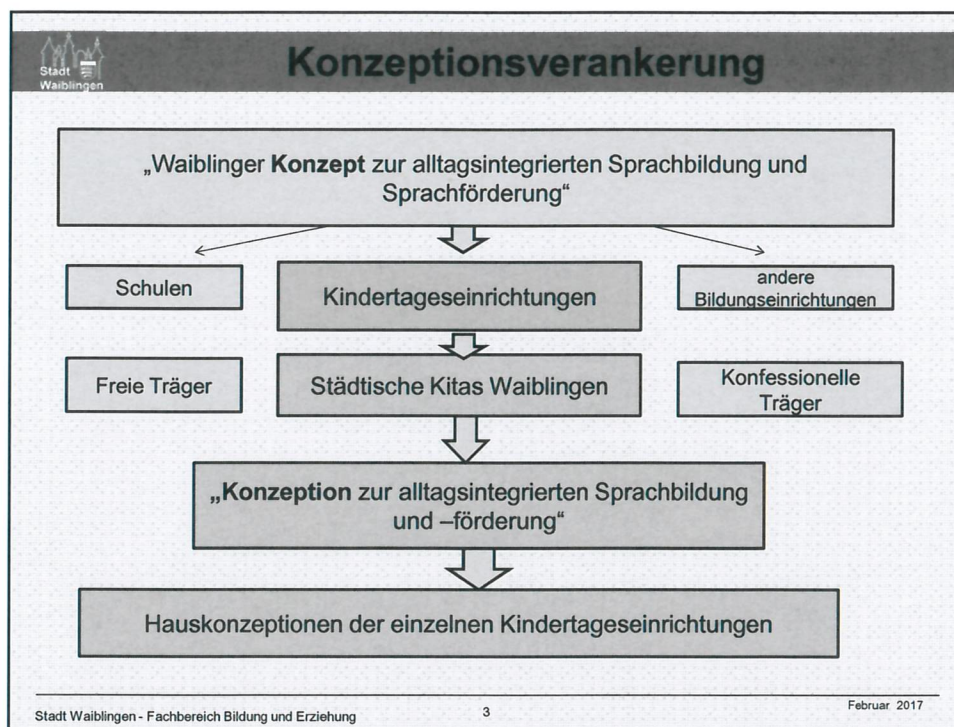 Stadt
Waiblingen
Konzeptionsverankerung
„Waiblinger Konzept zur alltagsintegrierten Sprachbildung und
Sprachförderung“
Schulen
Kindertageseinrichtungen
andere
Bildungseinrichtungen
Freie Träger
Städtische Kitas Waiblingen
Konfessionelle
Träger
„Konzeption zur alltagsintegrierten Sprachbildung
und –förderung“
Hauskonzeptionen der einzelnen Kindertageseinrichtungen
Stadt Waiblingen - Fachbereich Bildung und Erziehung
3
Februar 2017